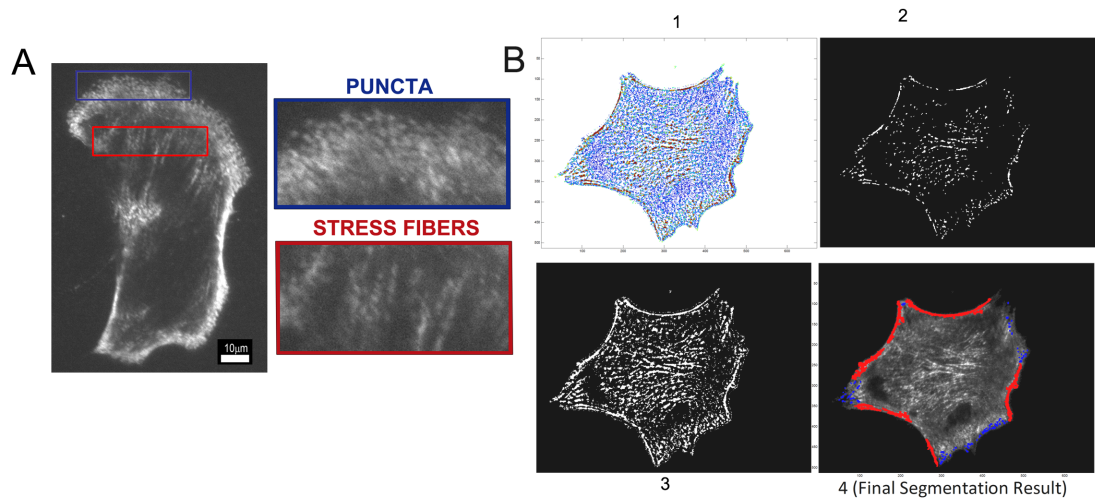 A
PUNCTA
STRESS FIBERS
10μm
B
1
2
3
4 (Final Segmentation Result)